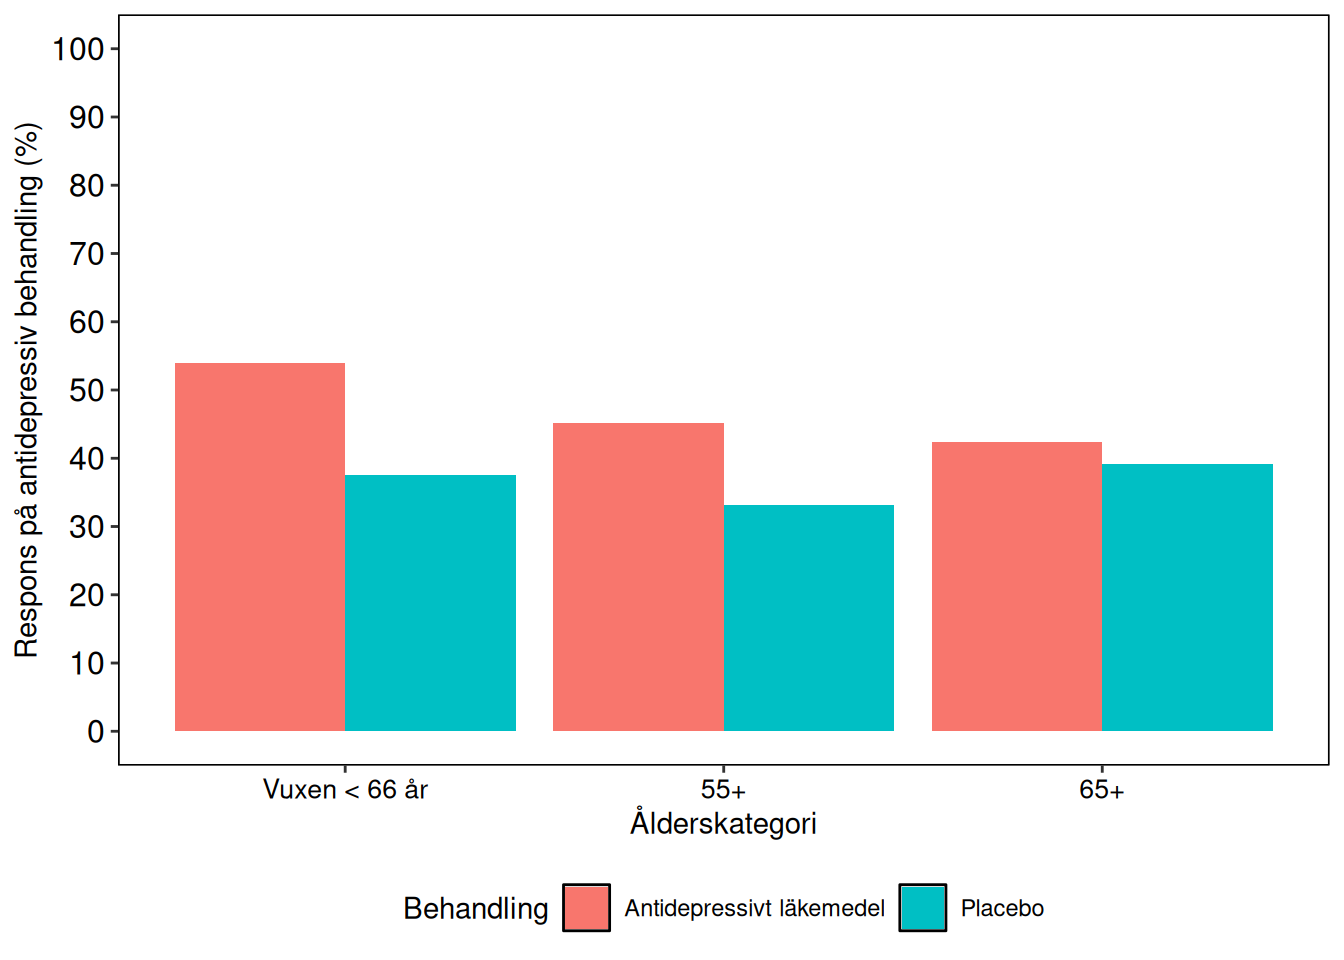 Respons på antidepressiv behandling (%)
100
90
80
70
60
50
40
30
20
10
0
Vuxen < 66 år 55+ 65+
Ålderskategori
Behandling Antidepressivt läkemedel Placebo